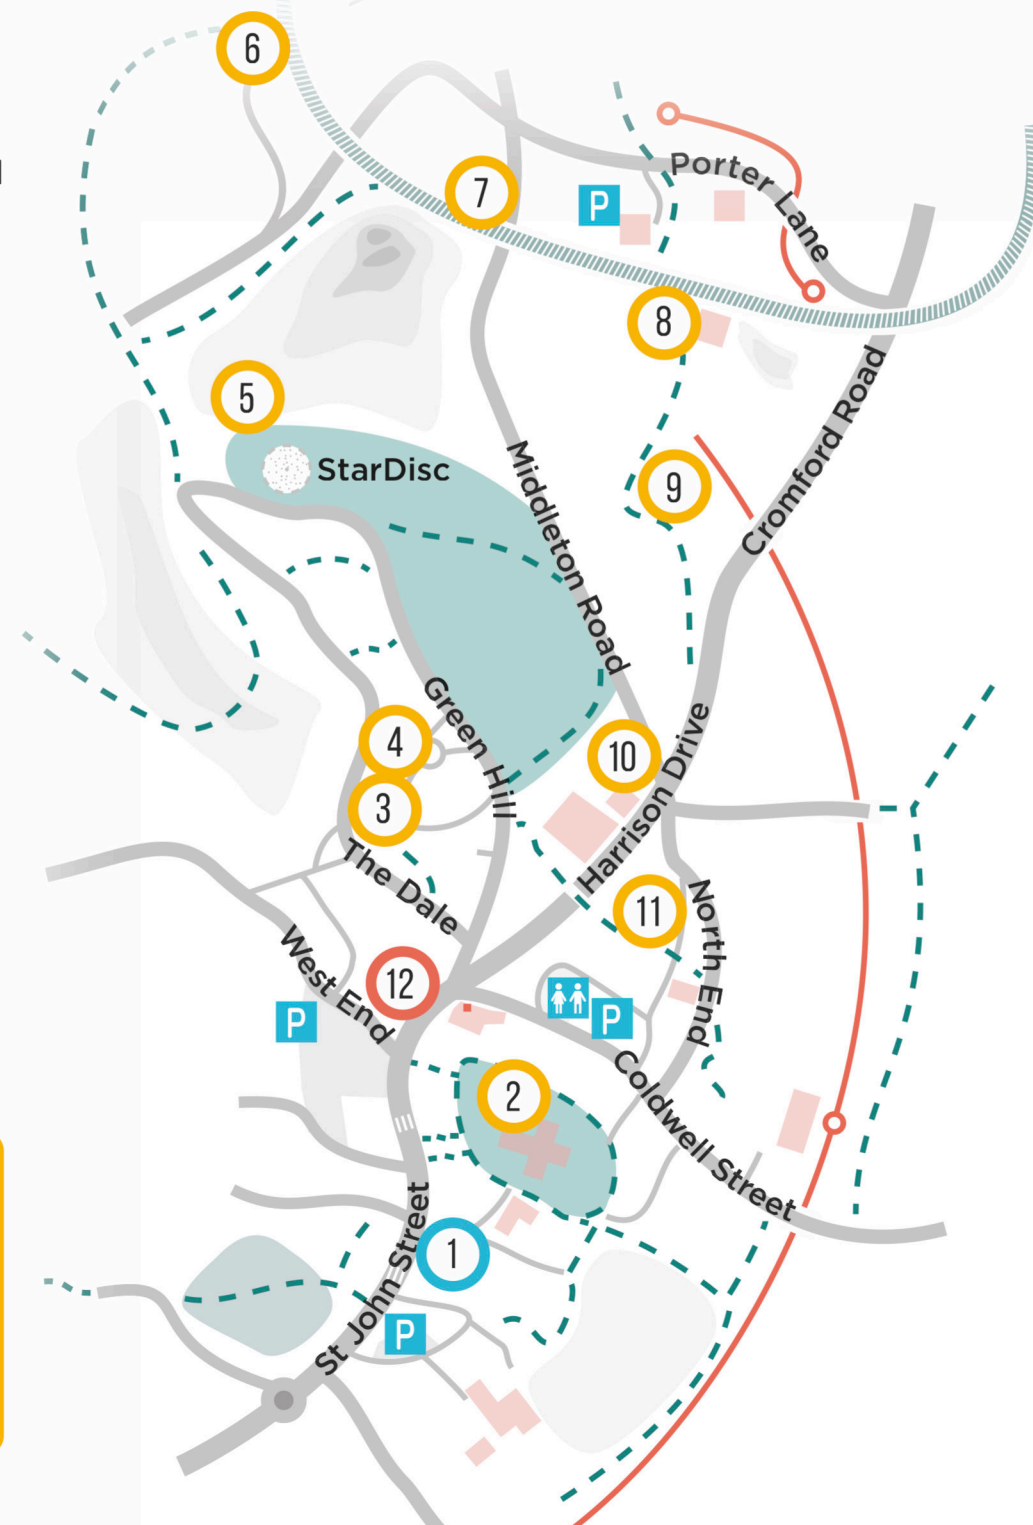 6
7
P
Porter Lane
8
5
StarDisc
9
Middleton Road
Cromford Road
Green Hill
4
3
10
Harrison Drive
The Dale
11
North End
West End
12
P
P
2
Coldwell Street
St John Street
1
P